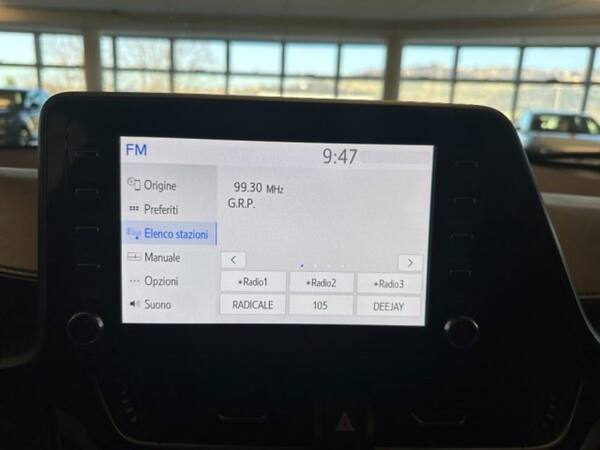 FM
9:47
Origine
Preferiti
Elenco stazioni
Manuale
Opzioni
Suono
99.30 MHz
G.R.P.
*Radio1 *Radio2 *Radio3
RADICALE 105 DEEJAY